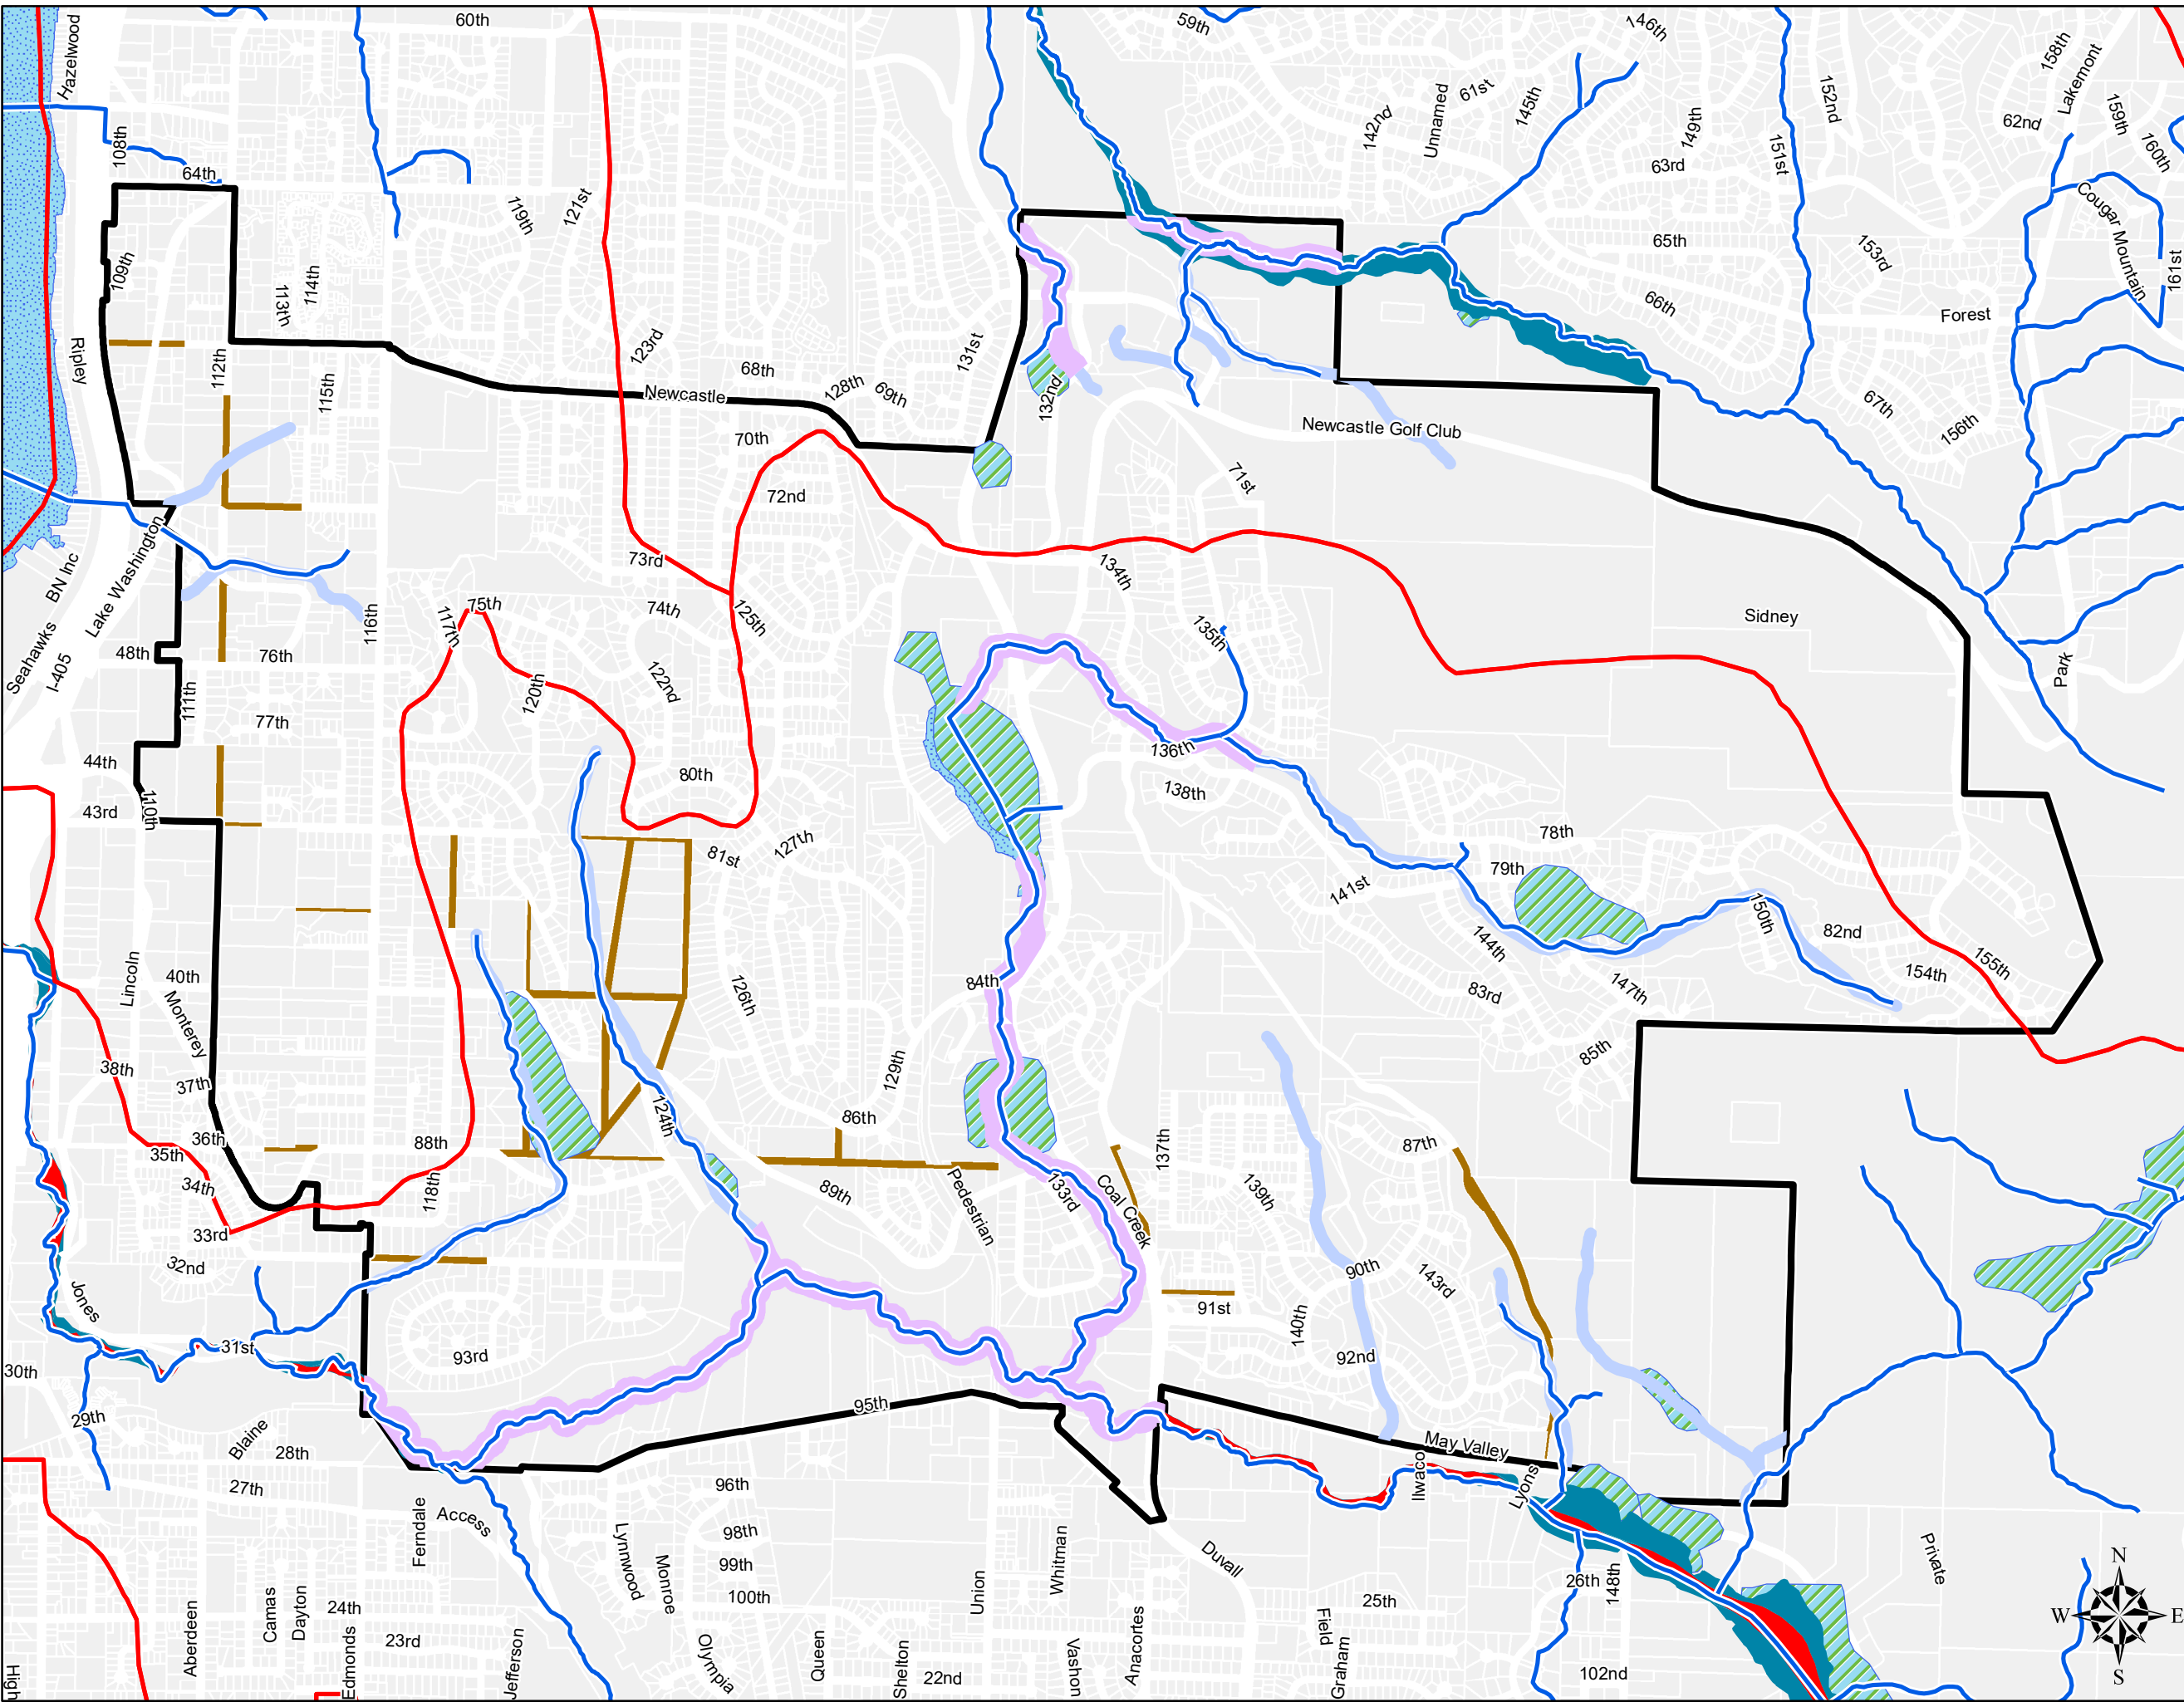 60th
59th
146th
158th
Hazelwood
Lakemont
142nd
Unnamed
61st
145th
149th
152nd
159th
62nd
160th
108th
151st
63rd
64th
119th
121st
Cougar Mountain
65th
153rd
161st
109th
113th
114th
66th
Forest
Ripley
112th
115th
123rd
68th
128th
69th
131st
132nd
Newcastle
67th
156th
70th
Newcastle Golf Club
71st
72nd
BN Inc
Lake Washington
73rd
134th
74th
125th
75th
117th
116th
135th
Sidney
Seahawks
I-405
48th
76th
122nd
Park
111th
120th
77th
136th
44th
80th
138th
43rd
110th
78th
81st
127th
79th
141st
150th
82nd
144th
Lincoln
40th
126th
84th
83rd
147th
154th
155th
Monterey
38th
37th
129th
85th
124th
86th
36th
88th
87th
35th
137th
34th
118th
89th
Pedestrian
133rd
Coal Creek
139th
33rd
32nd
90th
143rd
Jones
91st
140th
31st
30th
93rd
92nd
29th
95th
Blaine
28th
May Valley
27th
96th
Ilwaco
Lyons
Ferndale
Access
98th
Lynnwood
Monroe
99th
Whitman
Duvall
Private
N
100th
Union
26th
148th
25th
Camas
Dayton
24th
Aberdeen
23rd
W
E
Edmonds
Jefferson
Olympia
Queen
Shelton
22nd
Vashon
Anacortes
Field
Graham
102nd
S
High